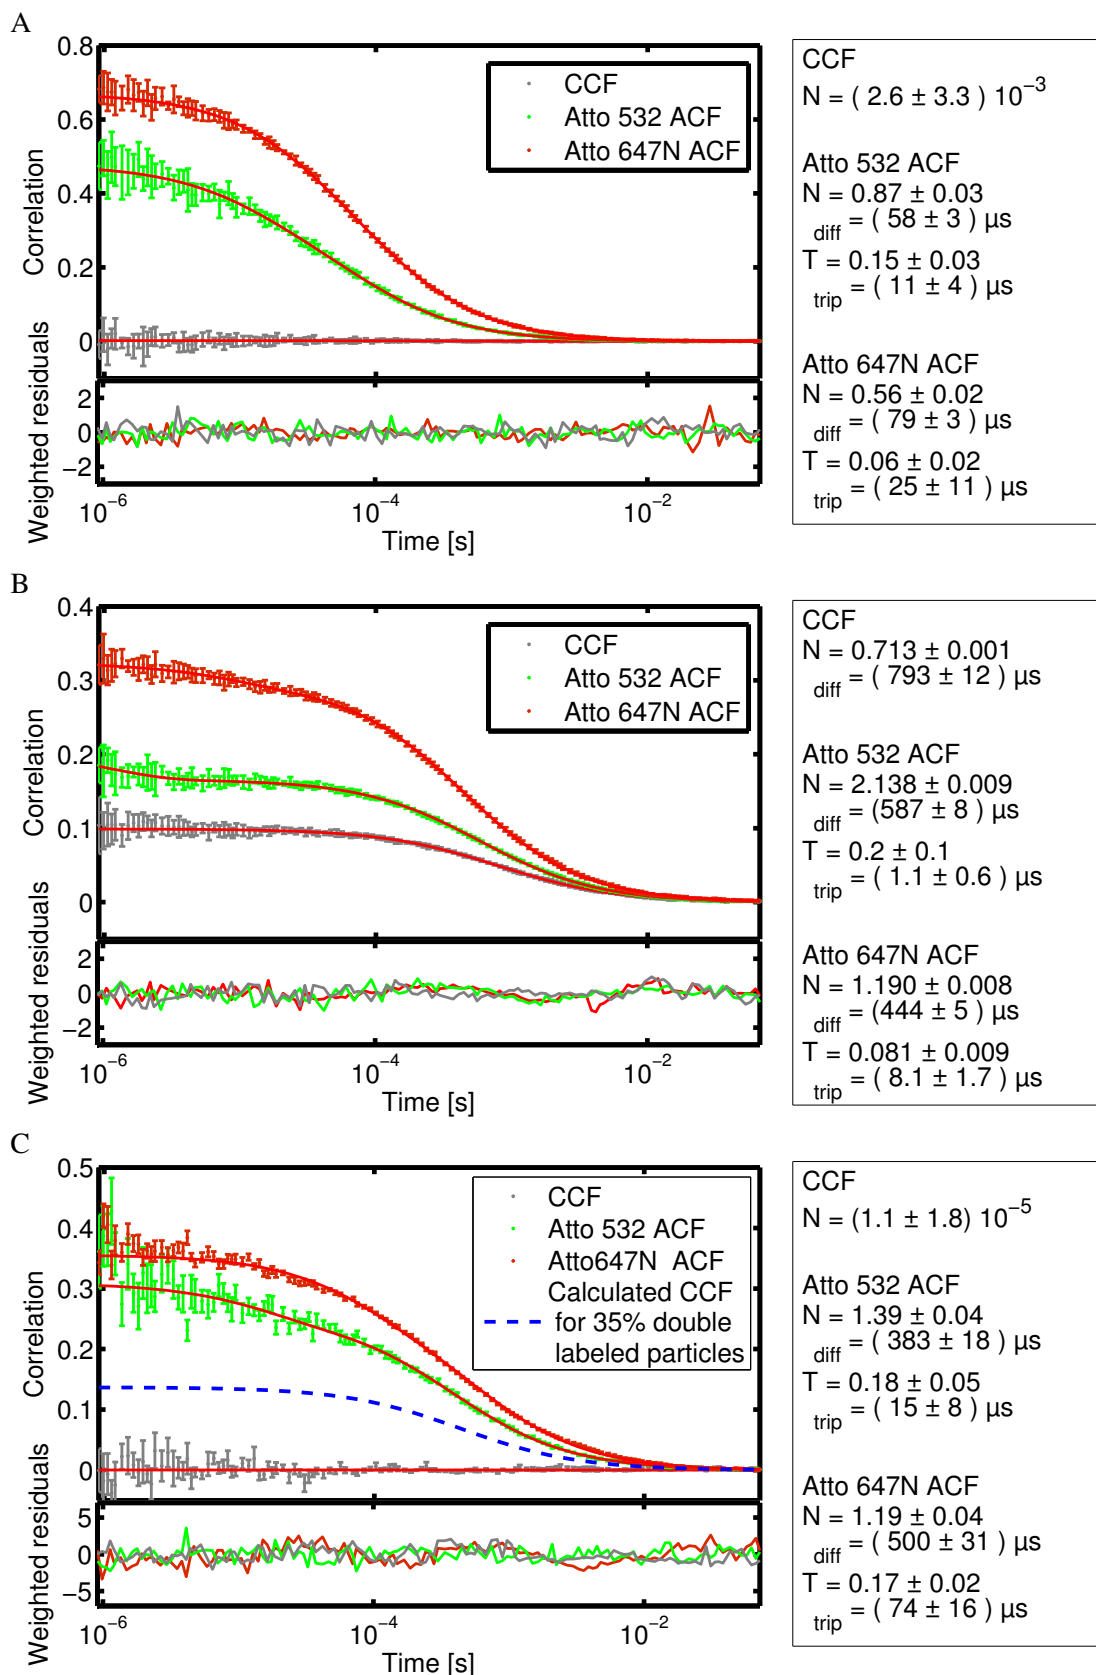 A
0.8
0.6
0.4
0.2
0
Correlation
CCF
Atto 532 ACF
Atto 647N ACF
2
0
−2
Weighted residuals
10−6
10−4
10−2
Time [s]
CCF
N = ( 2.6 ± 3.3 ) 10−3
Atto 532 ACF
N = 0.87 ± 0.03
diff = ( 58 ± 3 ) µs
T = 0.15 ± 0.03
trip = ( 11 ± 4 ) µs
Atto 647N ACF
N = 0.56 ± 0.02
diff = ( 79 ± 3 ) µs
T = 0.06 ± 0.02
trip = ( 25 ± 11 ) µs
B
0.4
0.3
0.2
0.1
0
Correlation
CCF
Atto 532 ACF
Atto 647N ACF
2
0
−2
Weighted residuals
10−6
10−4
10−2
Time [s]
CCF
N = 0.713 ± 0.001
diff = ( 793 ± 12 ) µs
Atto 532 ACF
N = 2.138 ± 0.009
diff = (587 ± 8 ) µs
T = 0.2 ± 0.1
trip = ( 1.1 ± 0.6 ) µs
Atto 647N ACF
N = 1.190 ± 0.008
diff = (444 ± 5 ) µs
T = 0.081 ± 0.009
trip = ( 8.1 ± 1.7 ) µs
C
0.5
0.4
0.3
0.2
0.1
0
Correlation
CCF
Atto 532 ACF
Atto647N ACF
Calculated CCF
for 35% double
labeled particles
5
0
−5
Weighted residuals
10−6
10−4
10−2
Time [s]
CCF
N = (1.1 ± 1.8) 10−5
Atto 532 ACF
N = 1.39 ± 0.04
diff = ( 383 ± 18 ) µs
T = 0.18 ± 0.05
trip = ( 15 ± 8 ) µs
Atto 647N ACF
N = 1.19 ± 0.04
diff = ( 500 ± 31 ) µs
T = 0.17 ± 0.02
trip = ( 74 ± 16 ) µs